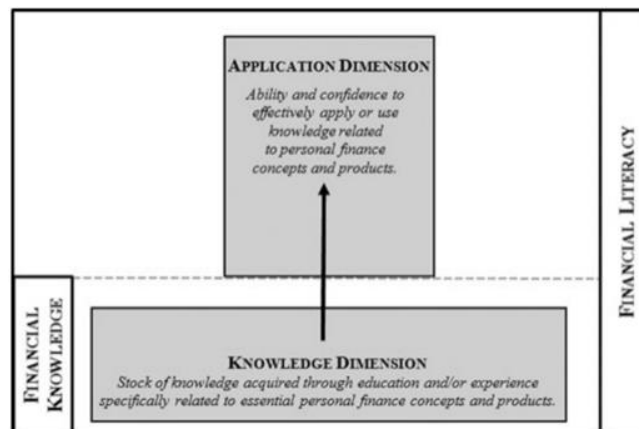 APPLICATION DIMENSION
Ability and confidence to
effectively apply or use
knowledge related
to personal finance
concepts and products.
FINANCIAL LITERACY
FINANCIAL
KNOWLEDGE
KNOWLEDGE DIMENSION
Stock of knowledge acquired through education and/or experience
specifically related to essential personal finance concepts and products.